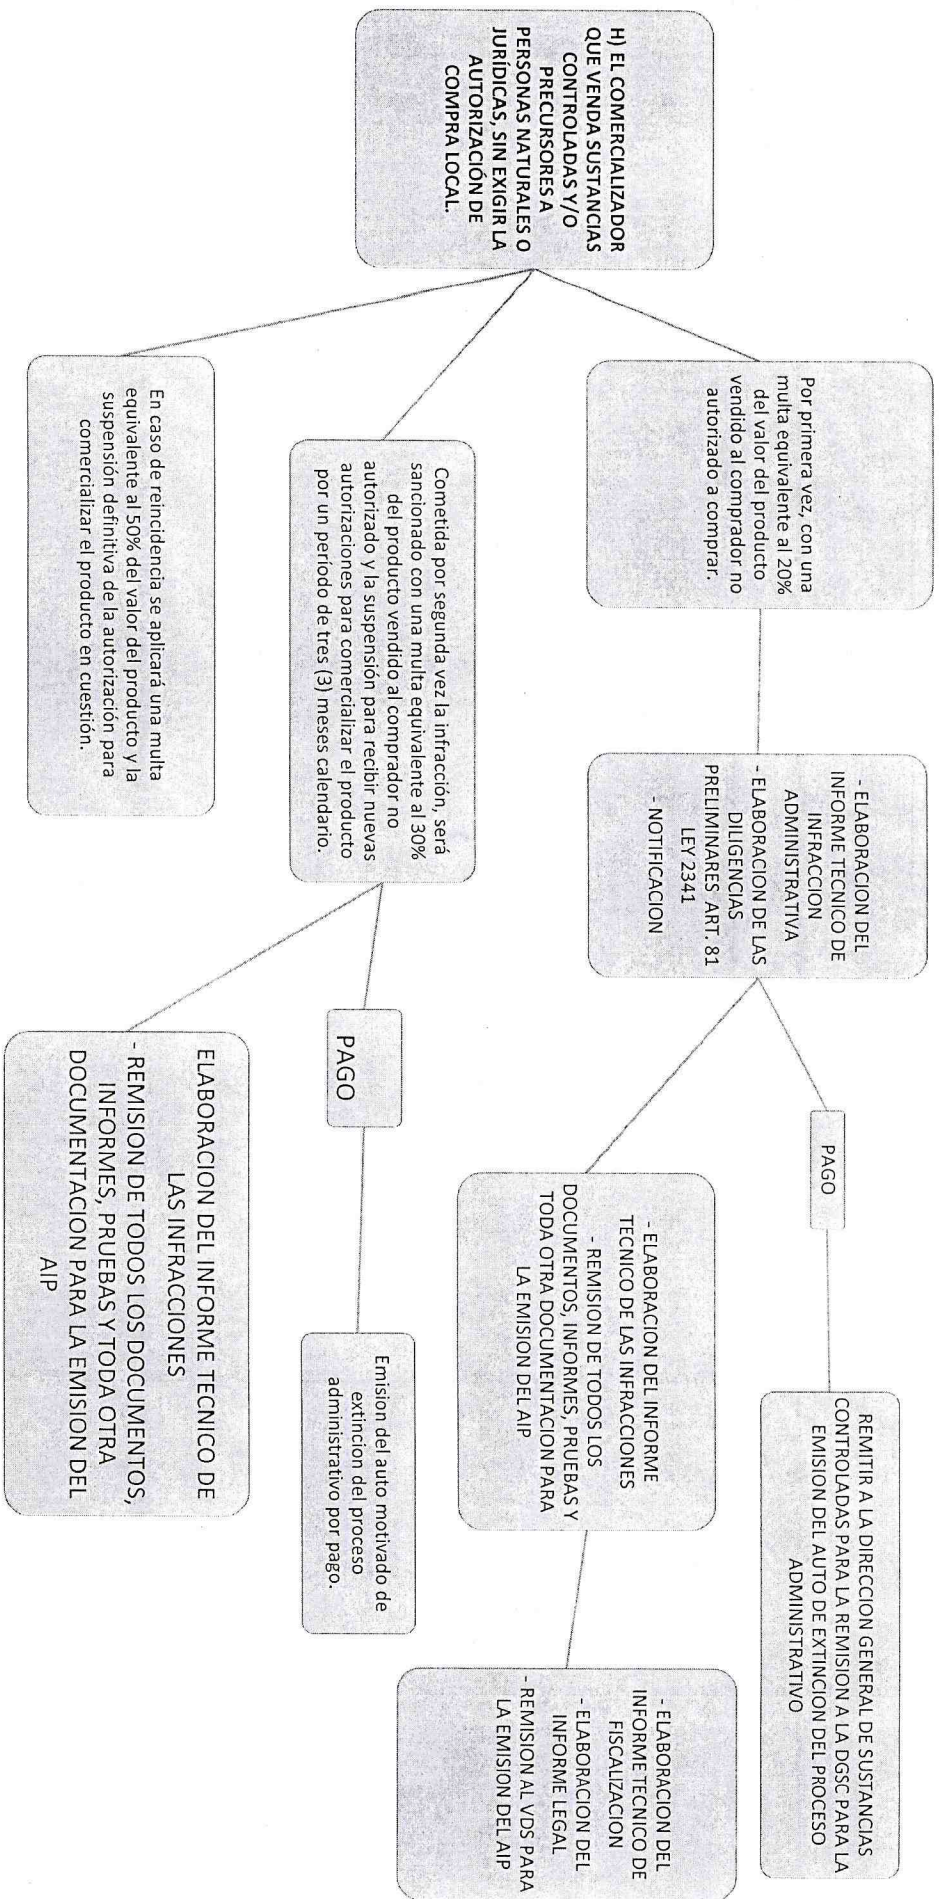 H) EL COMERCIALIZADOR
QUE VENDA SUSTANCIAS
CONTROLADAS Y/O
PRECURSORES A
PERSONAS NATURALES O
JURÍDICAS, SIN EXIGIR LA
AUTORIZACIÓN DE
COMPRA LOCAL.
Por primera vez, con una
multa equivalente al 20%
del valor del producto
vendido al comprador no
autorizado a comprar.
- ELABORACION DEL
INFORME TECNICO DE
INFRACCION
ADMINISTRATIVA
- ELABORACION DE LAS
DILIGENCIAS
PRELIMINARES ART. 81
LEY 2341
- NOTIFICACION
PAGO
REMITIR A LA DIRECCION GENERAL DE SUSTANCIAS
CONTROLADAS PARA LA REMISION A LA DGSC PARA LA
EMISION DEL AUTO DE EXTINCION DEL PROCESO
ADMINISTRATIVO
- ELABORACION DEL INFORME
TECNICO DE LAS INFRACCIONES
- REMISION DE TODOS LOS
DOCUMENTOS, INFORMES, PRUEBAS Y
TODA OTRA DOCUMENTACION PARA
LA EMISION DEL AIP
- ELABORACION DEL
INFORME TECNICO DE
FISCALIZACION
- ELABORACION DEL
INFORME LEGAL
- REMISION AL VDS PARA
LA EMISION DEL AIP
Cometida por segunda vez la infracción, será
sancionado con una multa equivalente al 30%
del producto vendido al comprador no
autorizado y la suspensión para recibir nuevas
autorizaciones para comercializar el producto
por un periodo de tres (3) meses calendario.
PAGO
Emision del auto motivado de
extincion del proceso
administrativo por pago.
ELABORACION DEL INFORME TECNICO DE
LAS INFRACCIONES
- REMISION DE TODOS LOS DOCUMENTOS,
INFORMES, PRUEBAS Y TODA OTRA
DOCUMENTACION PARA LA EMISION DEL
AIP
En caso de reincidencia se aplicará una multa
equivalente al 50% del valor del producto y la
suspensión definitiva de la autorización para
comercializar el producto en cuestión.